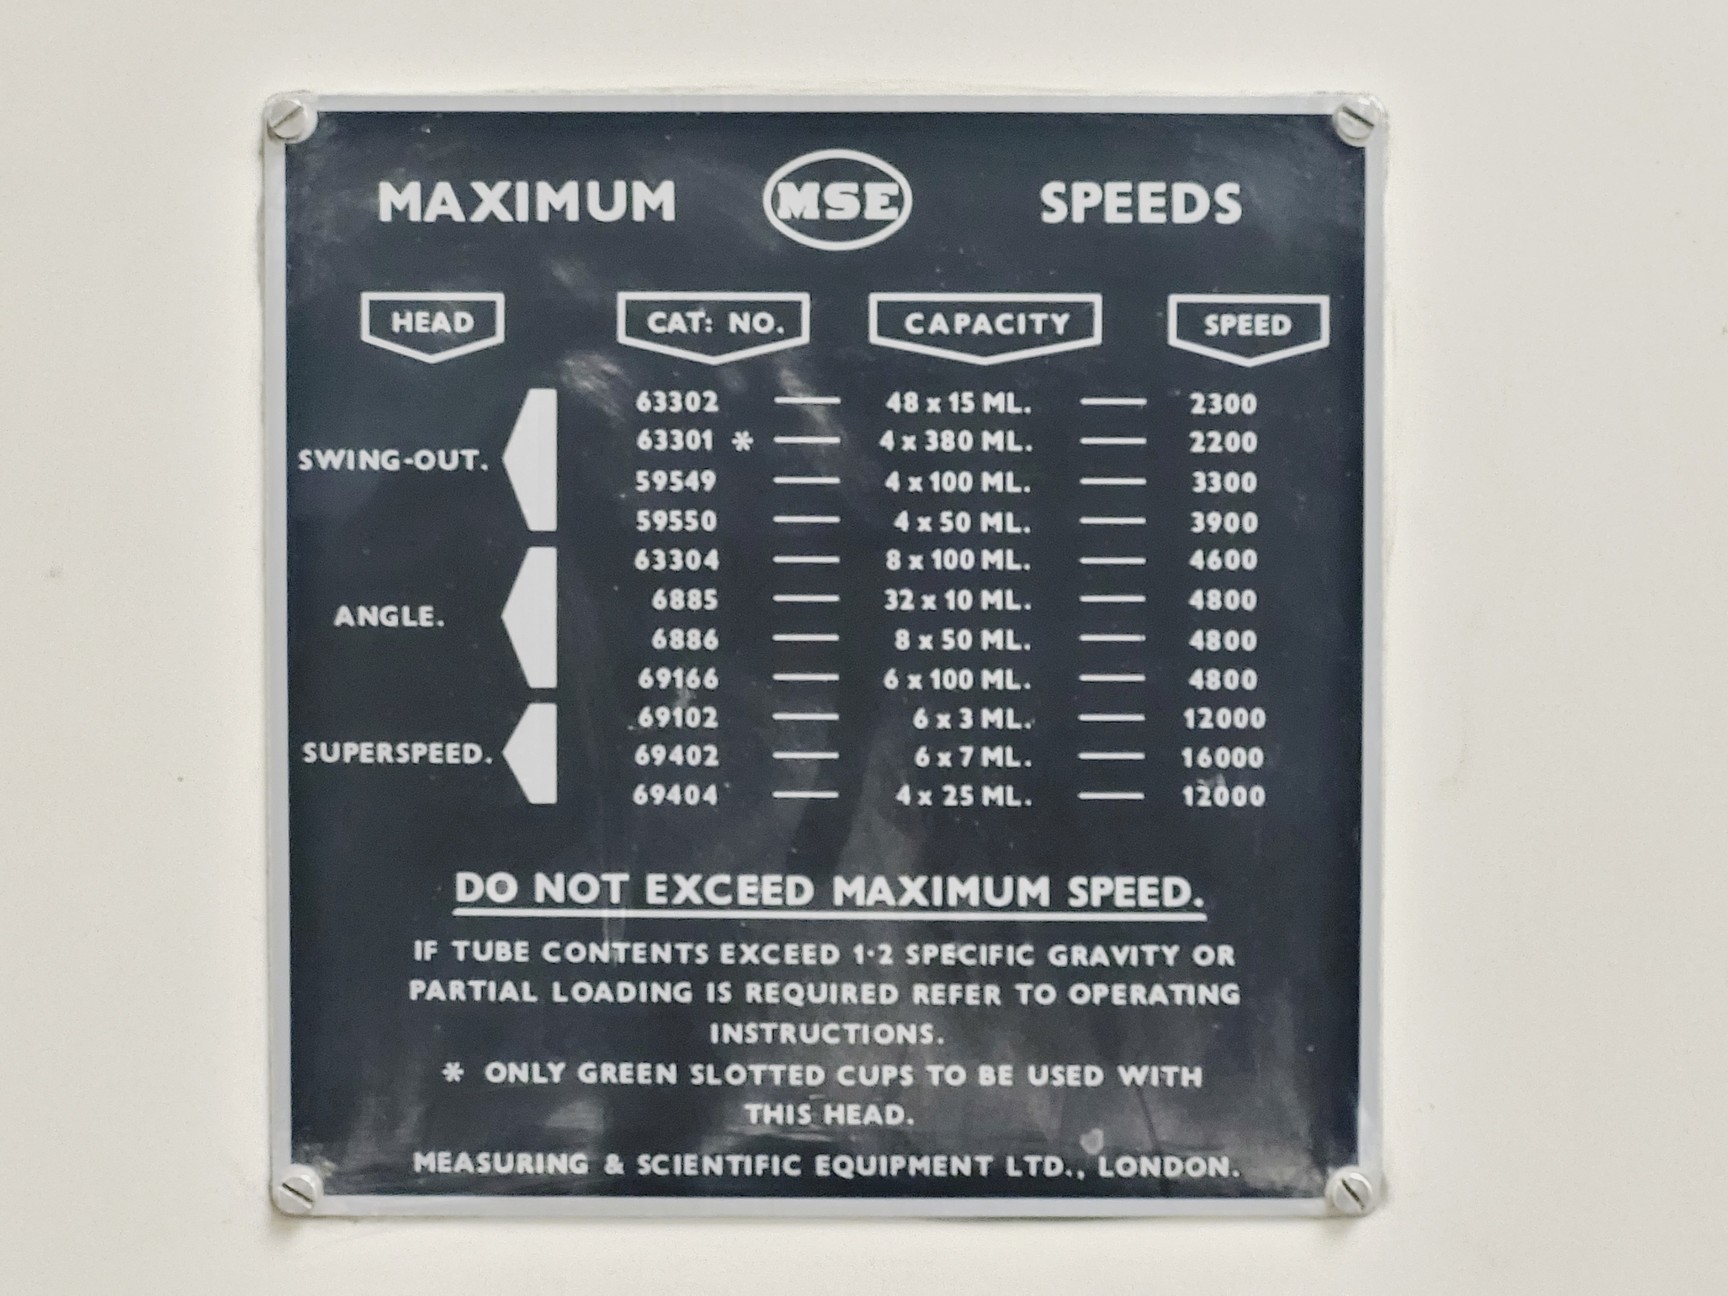 MAXIMUM MSE SPEEDS
HEAD CAT: NO. CAPACITY SPEED
63302 — 48 x 15 ML. — 2300
63301 * — 4 x 380 ML. — 2200
SWING-OUT.
59549 — 4 x 100 ML. — 3300
59550 — 4 x 50 ML. — 3900
63304 — 8 x 100 ML. — 4600
6885 — 32 x 10 ML. — 4800
ANGLE.
6886 — 8 x 50 ML. — 4800
69166 — 6 x 100 ML. — 4800
69102 — 6 x 3 ML. — 12000
SUPERSPEED. 69402 — 6 x 7 ML. — 16000
69404 — 4 x 25 ML. — 12000
DO NOT EXCEED MAXIMUM SPEED.
IF TUBE CONTENTS EXCEED 1·2 SPECIFIC GRAVITY OR
PARTIAL LOADING IS REQUIRED REFER TO OPERATING
INSTRUCTIONS.
* ONLY GREEN SLOTTED CUPS TO BE USED WITH
THIS HEAD.
MEASURING & SCIENTIFIC EQUIPMENT LTD., LONDON.